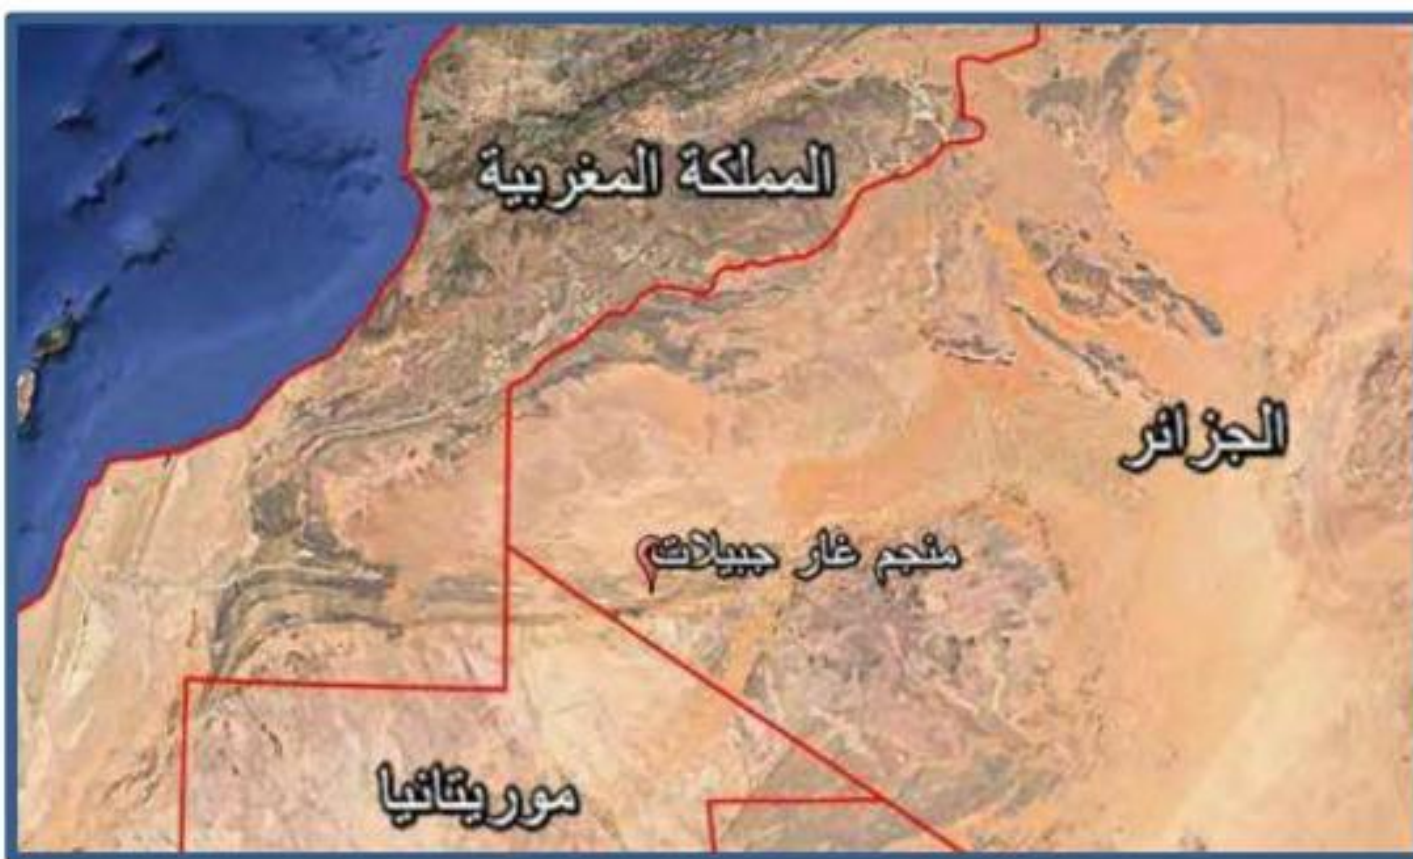 المملكة المغربية
الجزائر
منجم غار جبيلات
موريتانيا